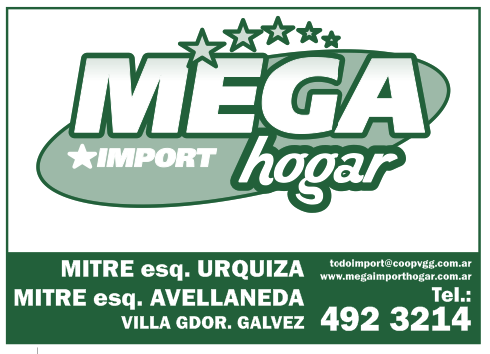 MEGA
IMPORT hogar
MITRE esq. URQUIZA
MITRE esq. AVELLANEDA
VILLA GDOR. GALVEZ
todoimport@coopvgg.com.ar
www.megaimporthogar.com.ar
Tel.:
492 3214